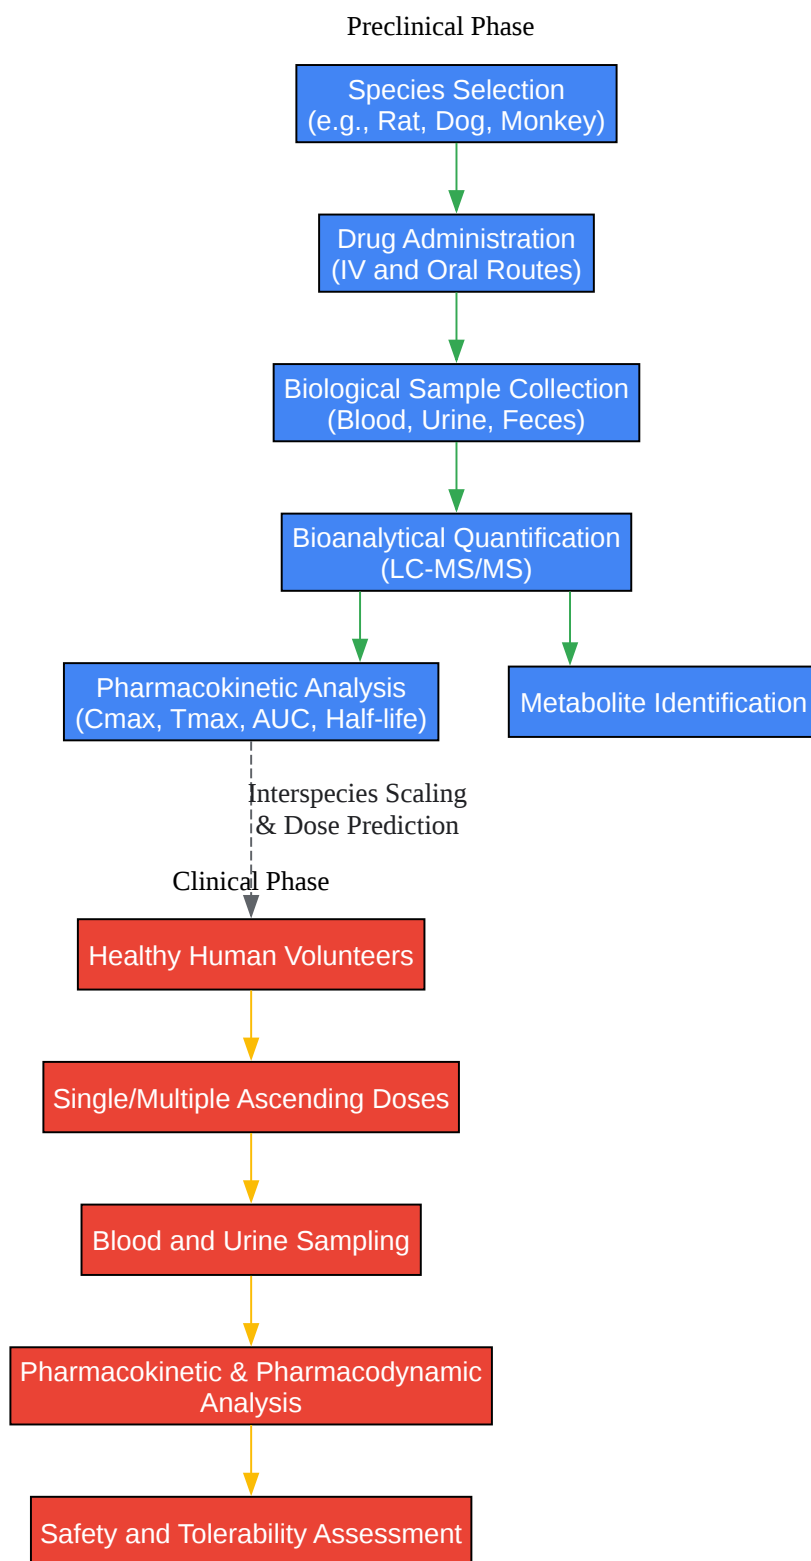 Preclinical Phase
Species Selection
(e.g., Rat, Dog, Monkey)
Drug Administration
(IV and Oral Routes)
Biological Sample Collection
(Blood, Urine, Feces)
Bioanalytical Quantification
(LC-MS/MS)
Pharmacokinetic Analysis
(Cmax, Tmax, AUC, Half-life)
Metabolite Identification
Interspecies Scaling
& Dose Prediction
Clinical Phase
Healthy Human Volunteers
Single/Multiple Ascending Doses
Blood and Urine Sampling
Pharmacokinetic & Pharmacodynamic
Analysis
Safety and Tolerability Assessment